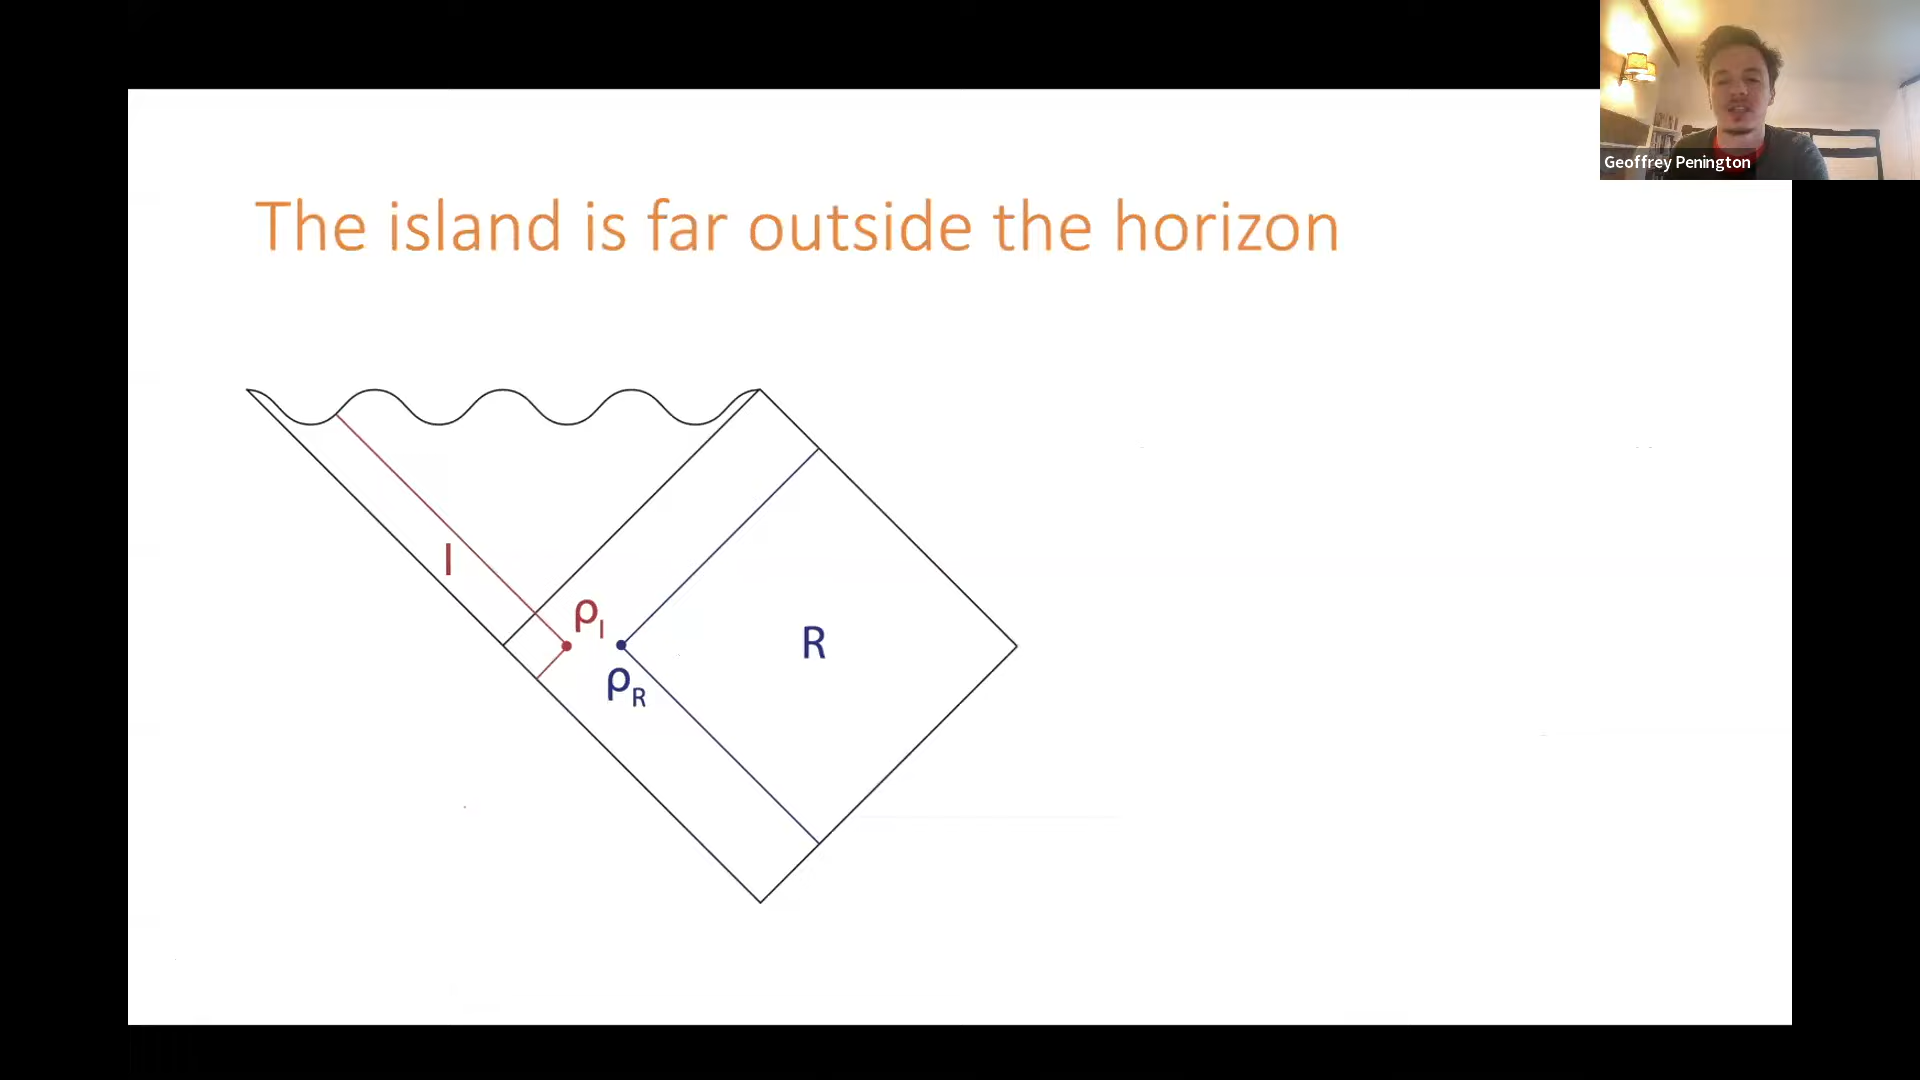 Geoffrey Penington
The island is far outside the horizon
I
ρI
R
ρR